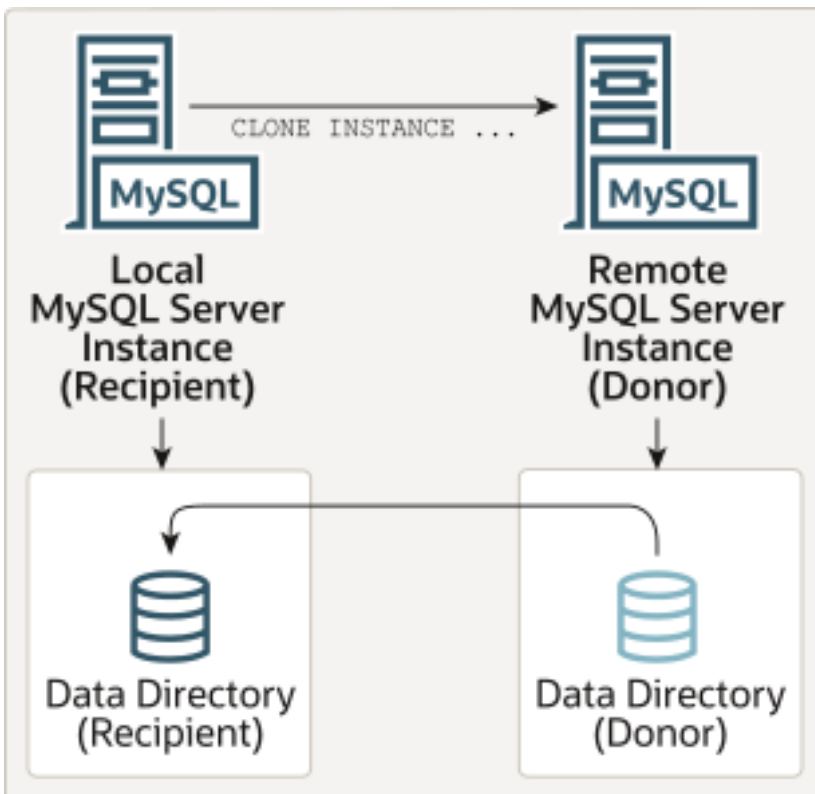 CLONE INSTANCE ...
MySQL
MySQL
Local
MySQL Server
Instance
(Recipient)
Remote
MySQL Server
Instance
(Donor)
Data Directory
(Recipient)
Data Directory
(Donor)